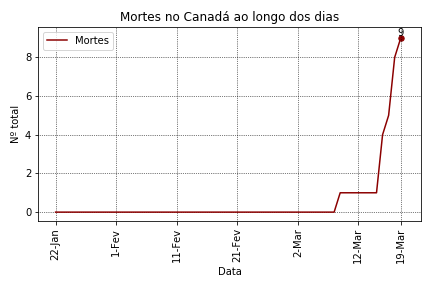 Mortes no Canadá ao longo dos dias
Mortes
9
8
6
4
2
0
Nº total
22-Jan
1-Fev
11-Fev
21-Fev
2-Mar
12-Mar
19-Mar
Data